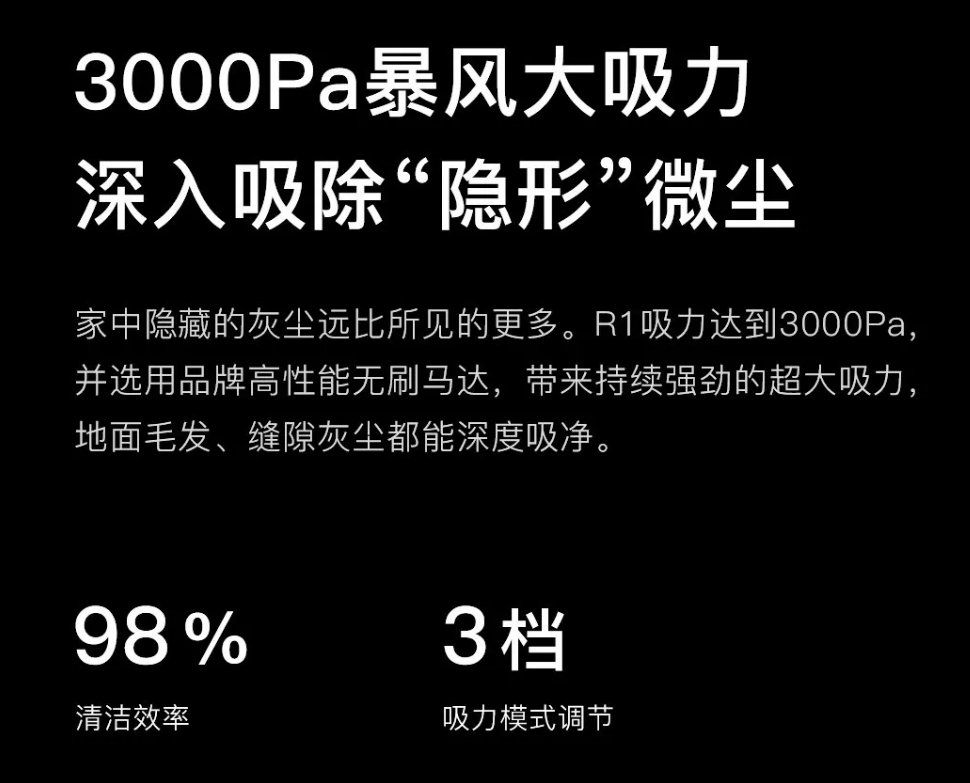 3000Pa暴风大吸力
深入吸除“隐形”微尘
家中隐藏的灰尘远比所见的更多。R1吸力达到3000Pa，
并选用品牌高性能无刷马达，带来持续强劲的超大吸力，
地面毛发、缝隙灰尘都能深度吸净。
98% 3档
清洁效率 吸力模式调节